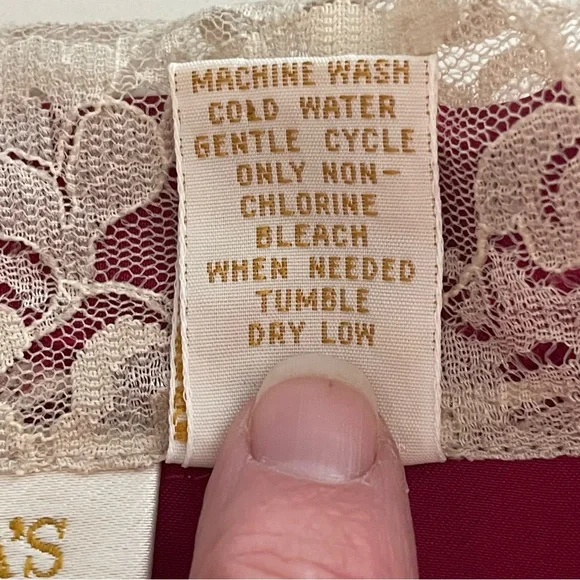 MACHINE WASH
COLD WATER
GENTLE CYCLE
ONLY NON-
CHLORINE
BLEACH
WHEN NEEDED
TUMBLE
DRY LOW
'S